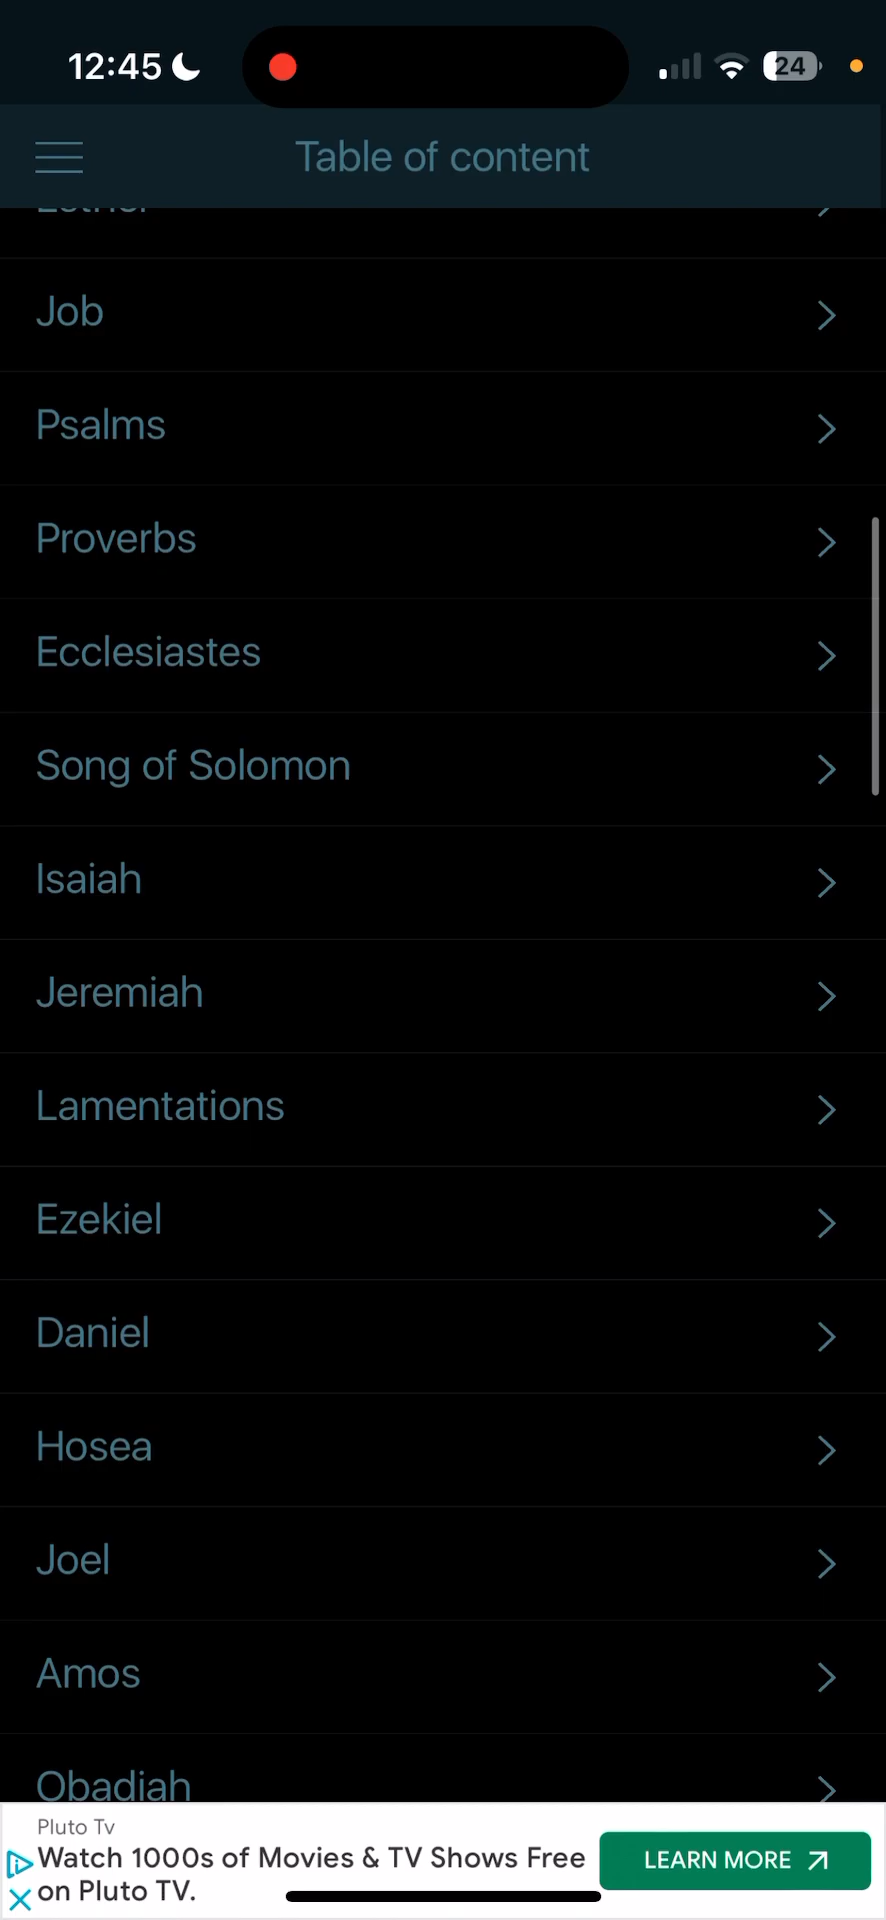 12:45
24
Table of content
Esther
Job
Psalms
Proverbs
Ecclesiastes
Song of Solomon
Isaiah
Jeremiah
Lamentations
Ezekiel
Daniel
Hosea
Joel
Amos
Obadiah
Pluto Tv
Watch 1000s of Movies & TV Shows Free
on Pluto TV.
LEARN MORE